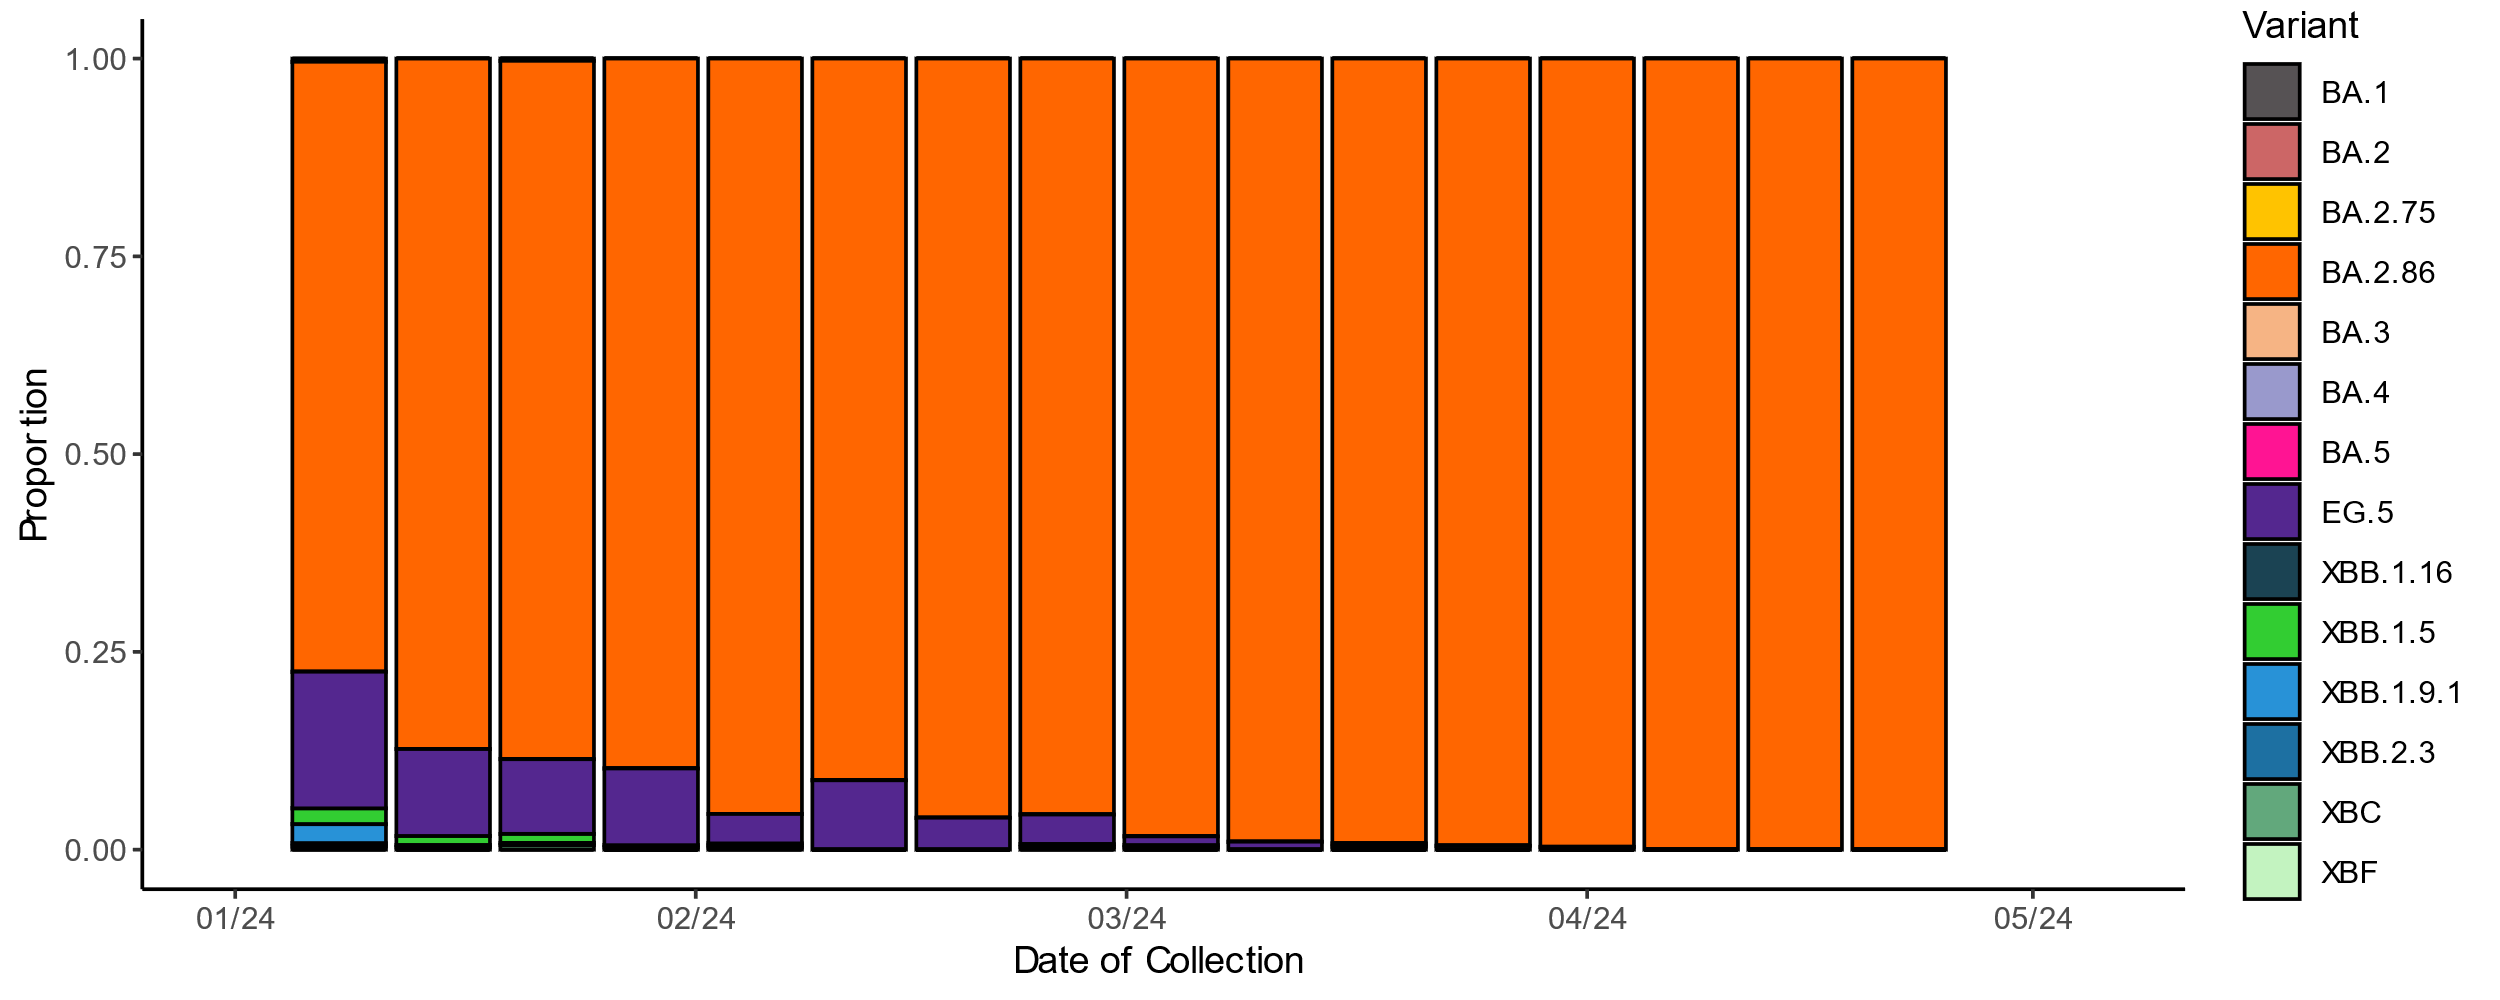 1.00
0.75
0.50
0.25
0.00
Proportion
01/24
02/24
03/24
04/24
05/24
Date of Collection
Variant
BA.1
BA.2
BA.2.75
BA.2.86
BA.3
BA.4
BA.5
EG.5
XBB.1.16
XBB.1.5
XBB.1.9.1
XBB.2.3
XBC
XBF